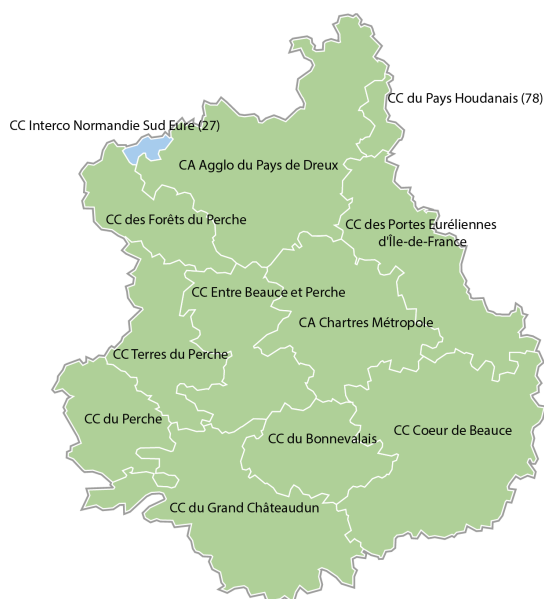 CC du Pays Houdanais (78)
CC Interco Normandie Sud Eure (27)
CA Agglo du Pays de Dreux
CC des Forêts du Perche
CC des Portes Euréliennes
d'Île-de-France
CC Entre Beauce et Perche
CA Chartres Métropole
CC Terres du Perche
CC du Perche
CC du Bonnevalais
CC Coeur de Beauce
CC du Grand Châteaudun